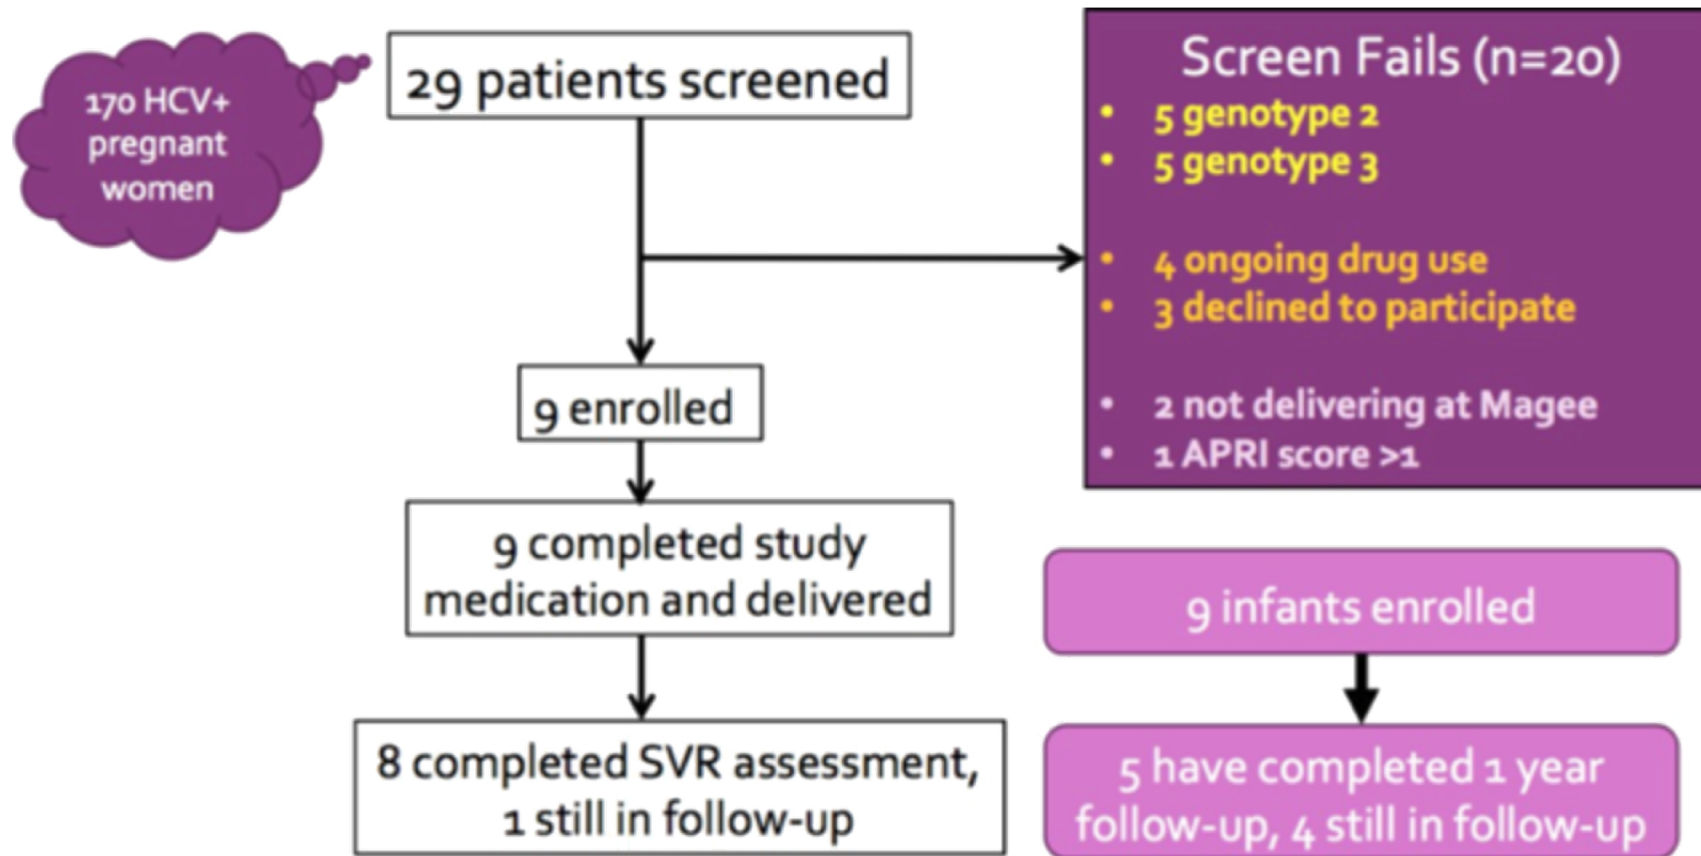 170 HCV+
pregnant
women
29 patients screened
Screen Fails (n=20)
• 5 genotype 2
• 5 genotype 3
• 4 ongoing drug use
• 3 declined to participate
• 2 not delivering at Magee
• 1 APRI score >1
9 enrolled
9 completed study
medication and delivered
8 completed SVR assessment,
1 still in follow-up
9 infants enrolled
5 have completed 1 year
follow-up, 4 still in follow-up